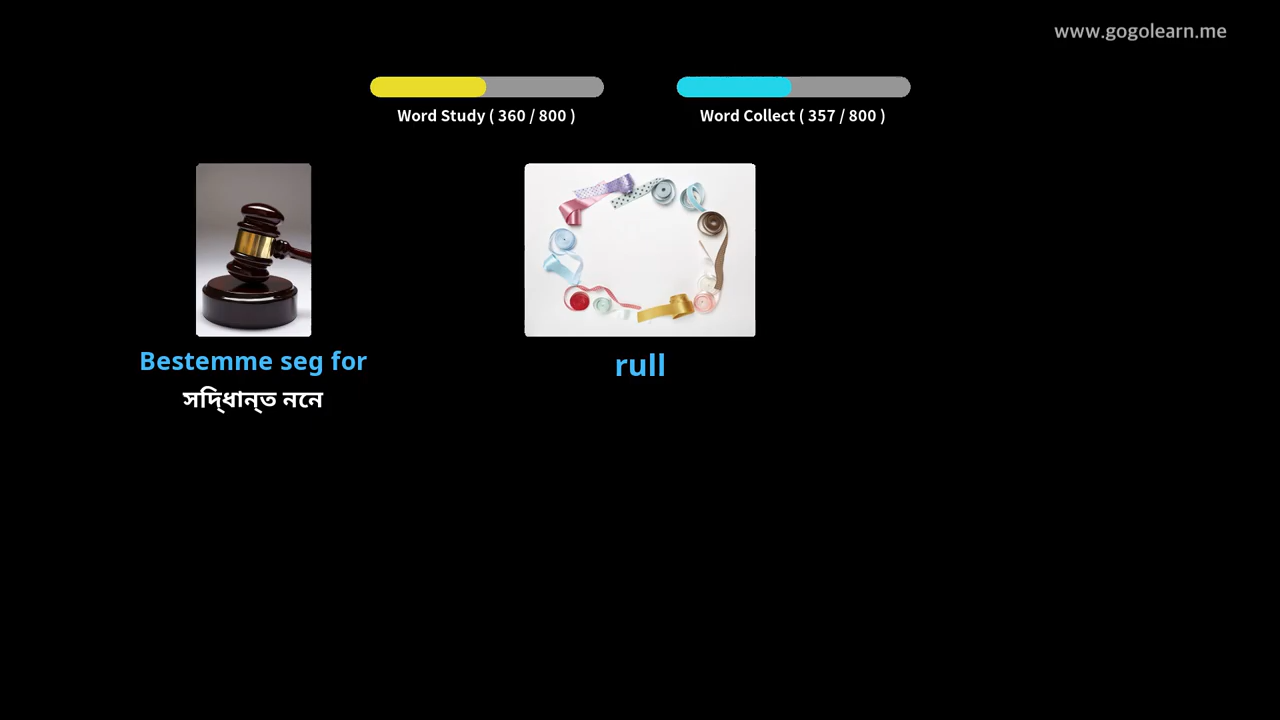 www.gogolearn.me
Word Study ( 360 / 800 )
Word Collect ( 357 / 800 )
Bestemme seg for
rull
সদ্ধিান্ত ননে